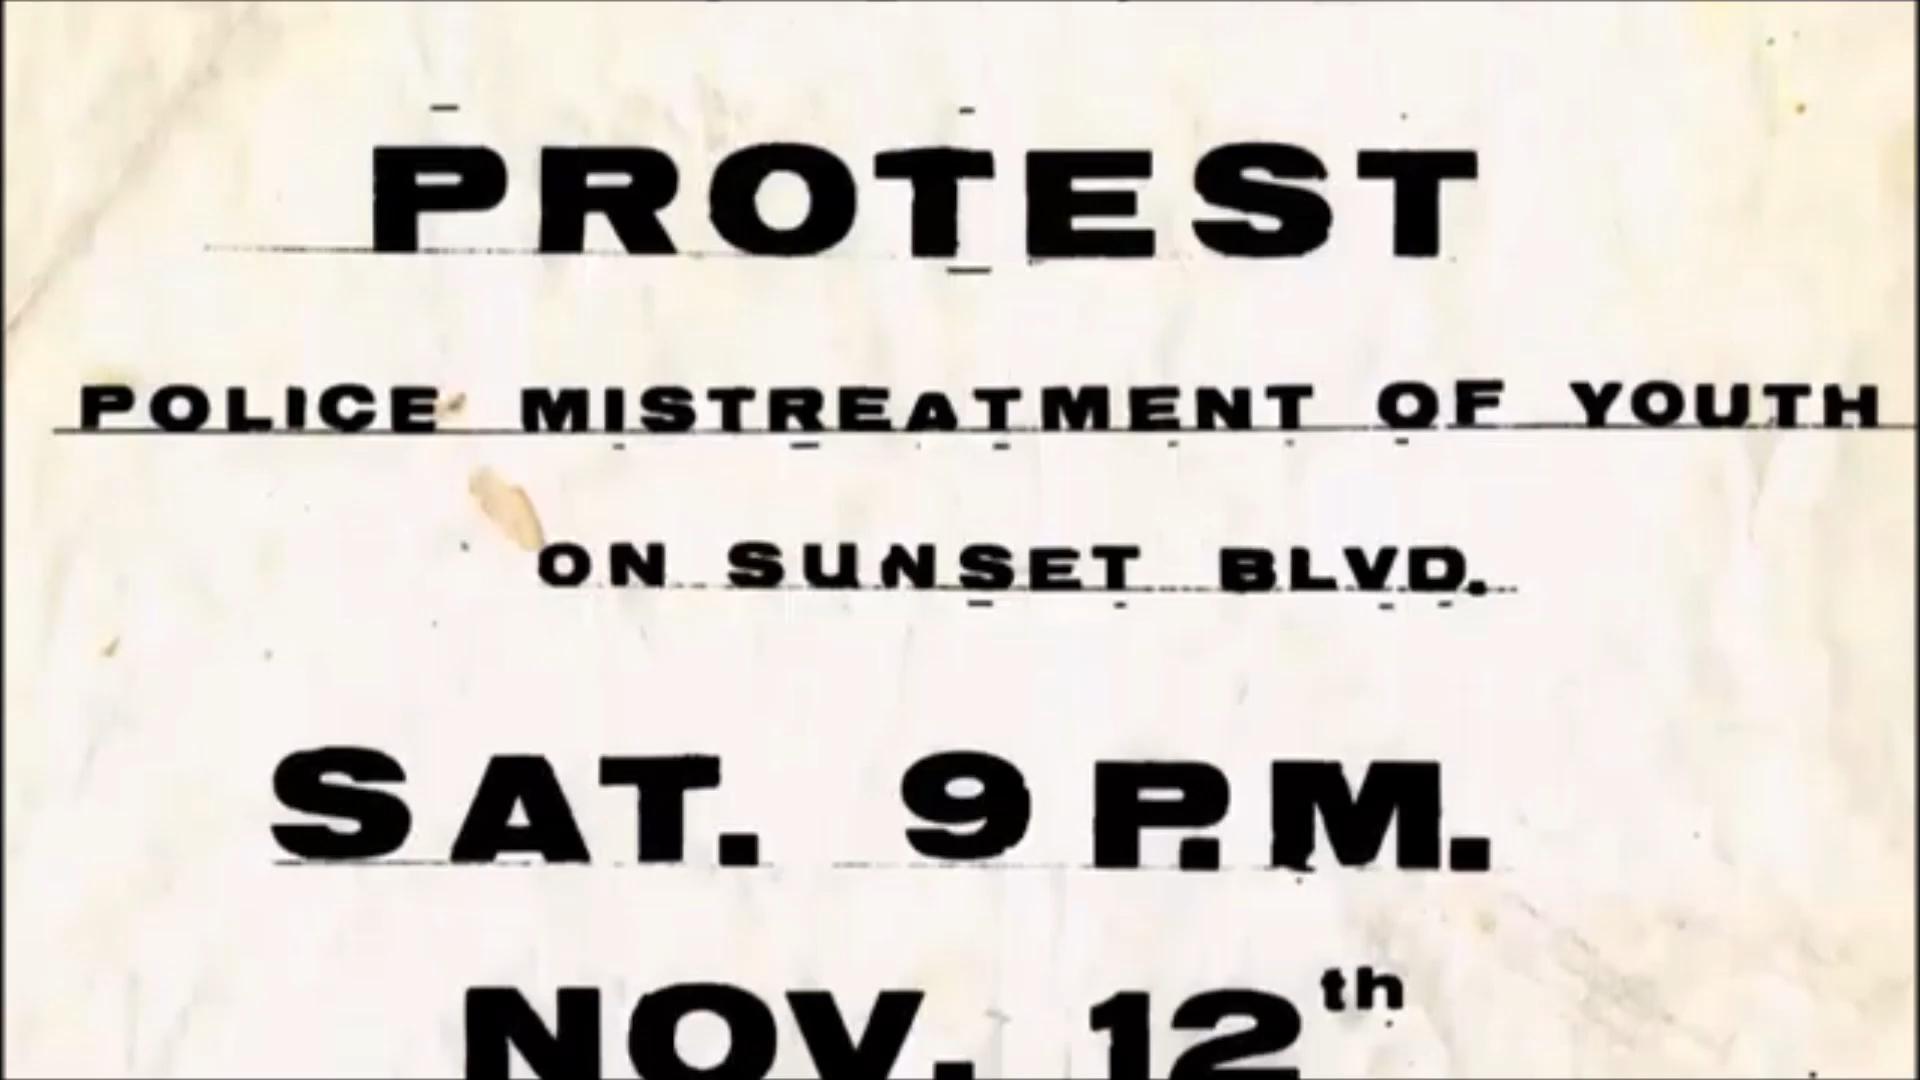 PROTEST
POLICE MISTREATMENT OF YOUTH
ON SUNSET BLVD.
SAT. 9 P.M.
NOV. 12th